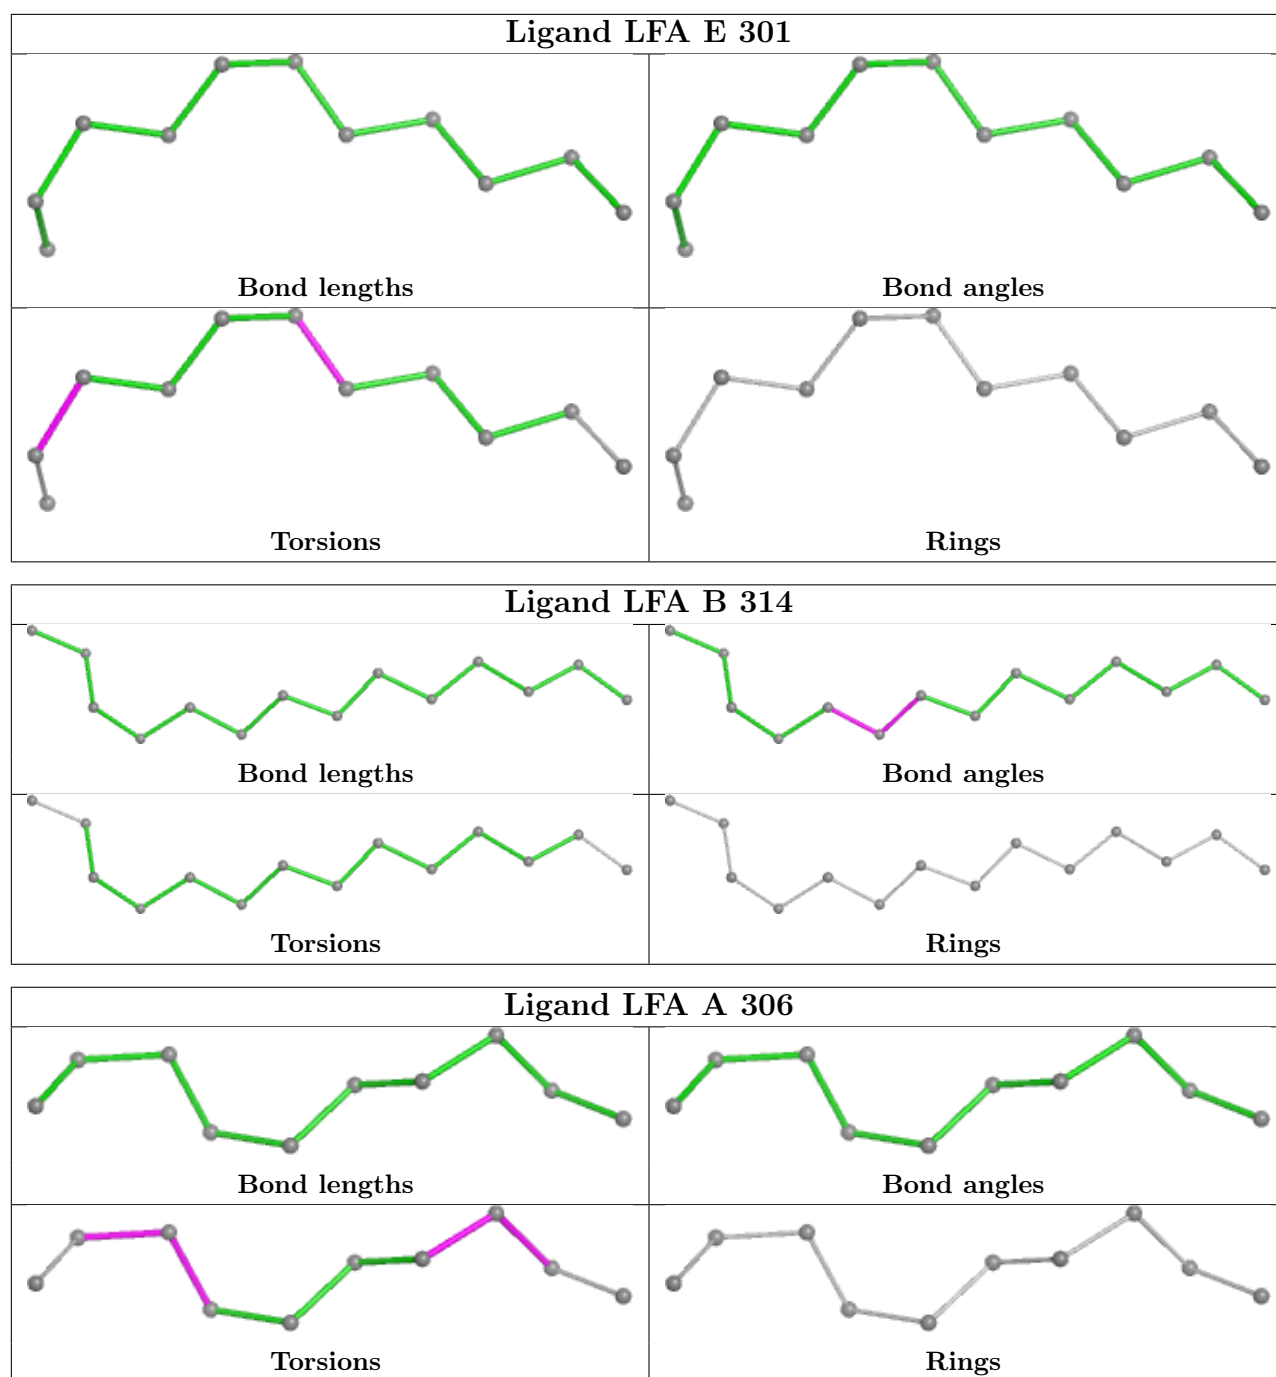 Ligand LFA E 301
Bond lengths
Bond angles
Torsions
Rings
Ligand LFA B 314
Bond lengths
Bond angles
Torsions
Rings
Ligand LFA A 306
Bond lengths
Bond angles
Torsions
Rings